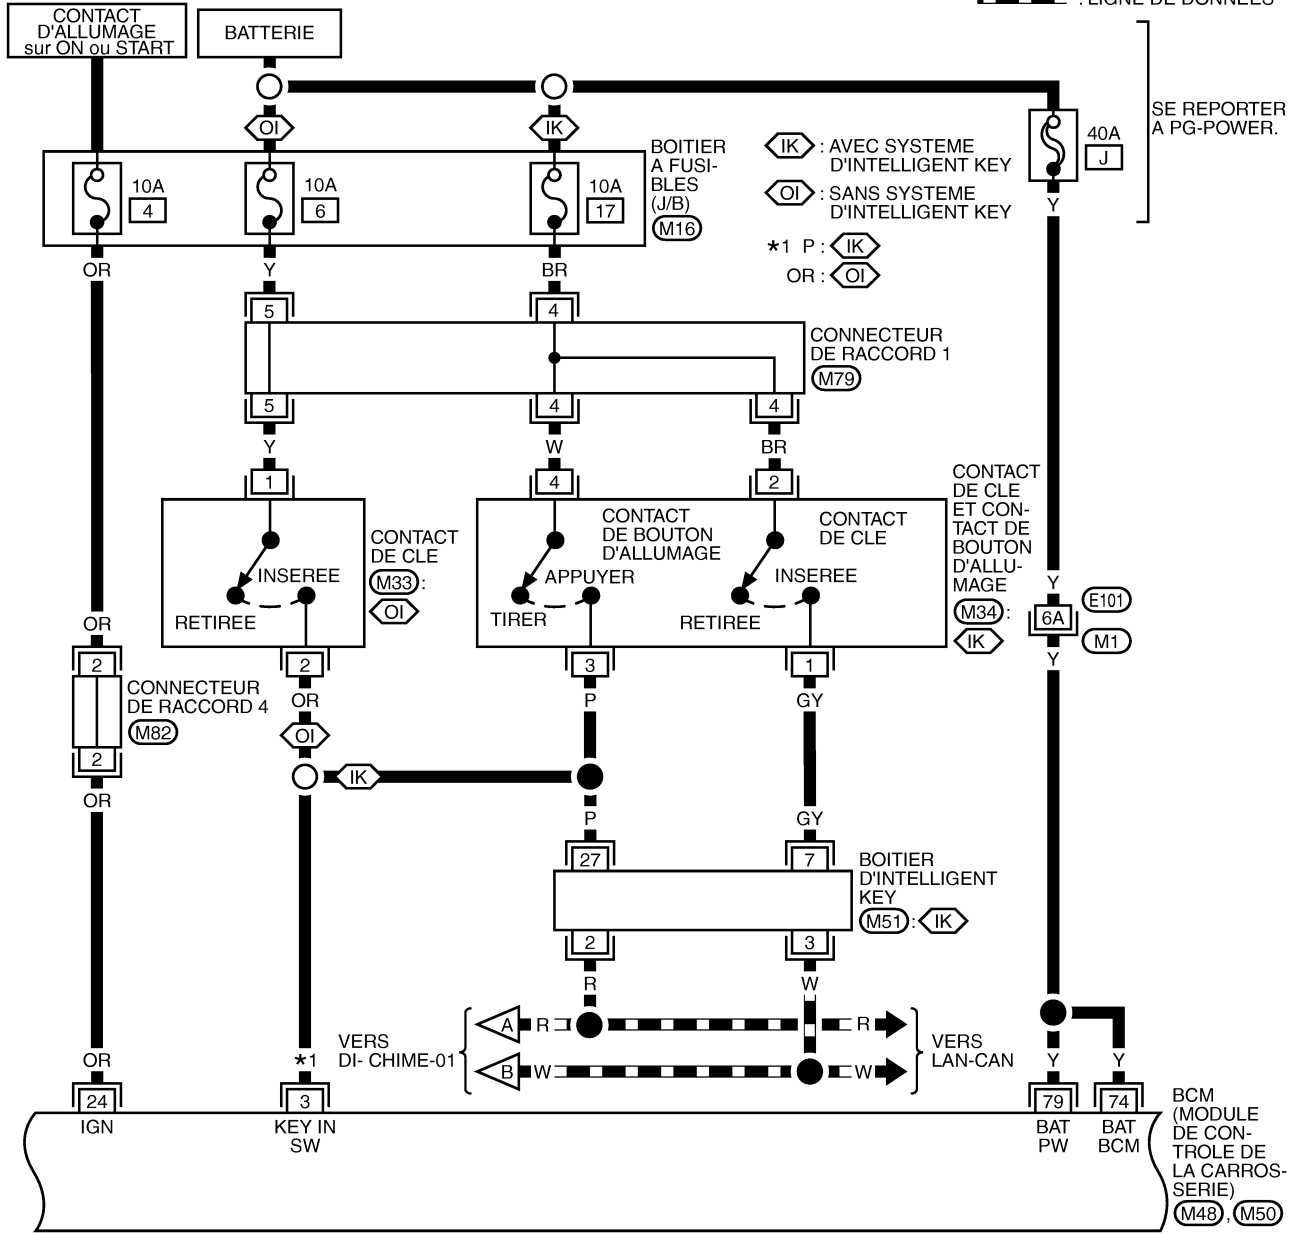 : LIGNE DE DONNEES
CONTACT
D'ALLUMAGE
sur ON ou START
BATTERIE
SE REPORTER
A PG-POWER.
OI
IK
BOITIER
A FUSI-
BLES
(J/B)
M16
10A
4
10A
6
10A
17
IK : AVEC SYSTEME
D'INTELLIGENT KEY
OI : SANS SYSTEME
D'INTELLIGENT KEY
*1 P : IK
OR : OI
40A
J
Y
OR
Y
BR
5
4
CONNECTEUR
DE RACCORD 1
M79
5
4
4
Y
W
BR
1
4
2
CONTACT
DE CLE
M33 :
OI
INSEREE
RETIREE
CONTACT
DE BOUTON
D'ALLUMAGE
APPUYER
TIRER
CONTACT
DE CLE
INSEREE
RETIREE
CONTACT
DE CLE
ET CON-
TACT DE
BOUTON
D'ALLU-
MAGE
M34 :
IK
Y
6A
E101
M1
Y
OR
2
CONNECTEUR
DE RACCORD 4
M82
2
OR
2
OR
OI
IK
3
P
1
GY
P
GY
27
7
BOITIER
D'INTELLIGENT
KEY
M51 : IK
2
3
R
W
VERS
DI- CHIME-01
A R
R
B W
W
VERS
LAN-CAN
OR
*1
Y
Y
24
3
79
74
IGN
KEY IN
SW
BAT
PW
BAT
BCM
BCM
(MODULE
DE CON-
TROLE DE
LA CARROS-
SERIE)
M48 , M50